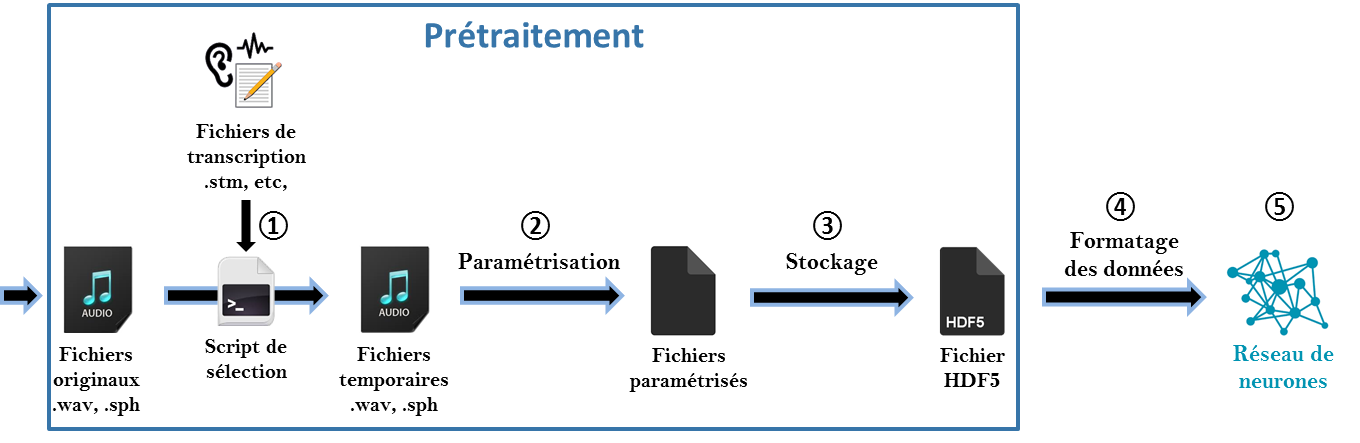 Prétraitement
Fichiers de
transcription
.stm, etc,
①
②
Paramétrisation
③
Stockage
④
Formatage
des données
⑤
AUDIO
>_
AUDIO
HDF5
Fichiers
originaux
.wav, .sph
Script de
sélection
Fichiers
temporaires
.wav, .sph
Fichiers
paramétrisés
Fichier
HDF5
Réseau de
neurones